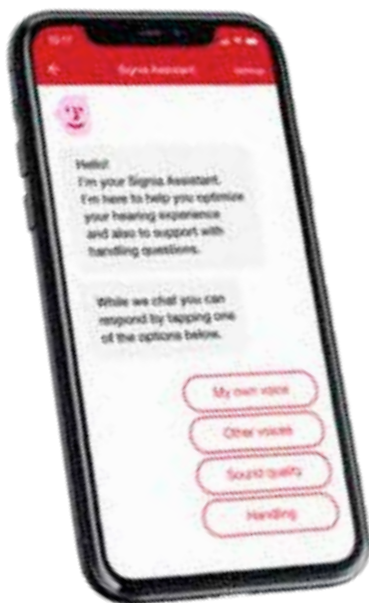 10:17
Signia Assistant
Hello!
I'm your Signia Assistant.
I'm here to help you optimize
your hearing experience
and also to support with
handling questions.
While we chat you can
respond by tapping one
of the options below.
My own voice
Other voices
Sound quality
Handling